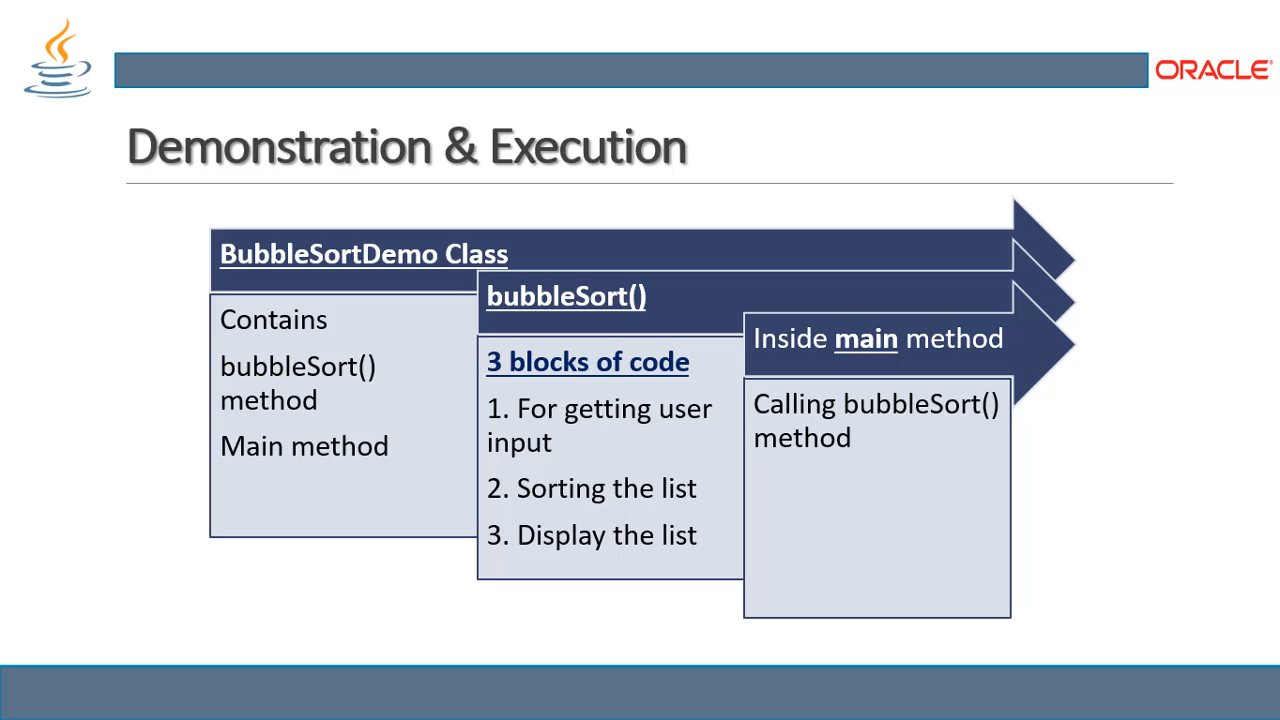 ORACLE
Demonstration & Execution
BubbleSortDemo Class
Contains
bubbleSort()
method
Main method
bubbleSort()
3 blocks of code
1. For getting user
input
2. Sorting the list
3. Display the list
Inside main method
Calling bubbleSort()
method